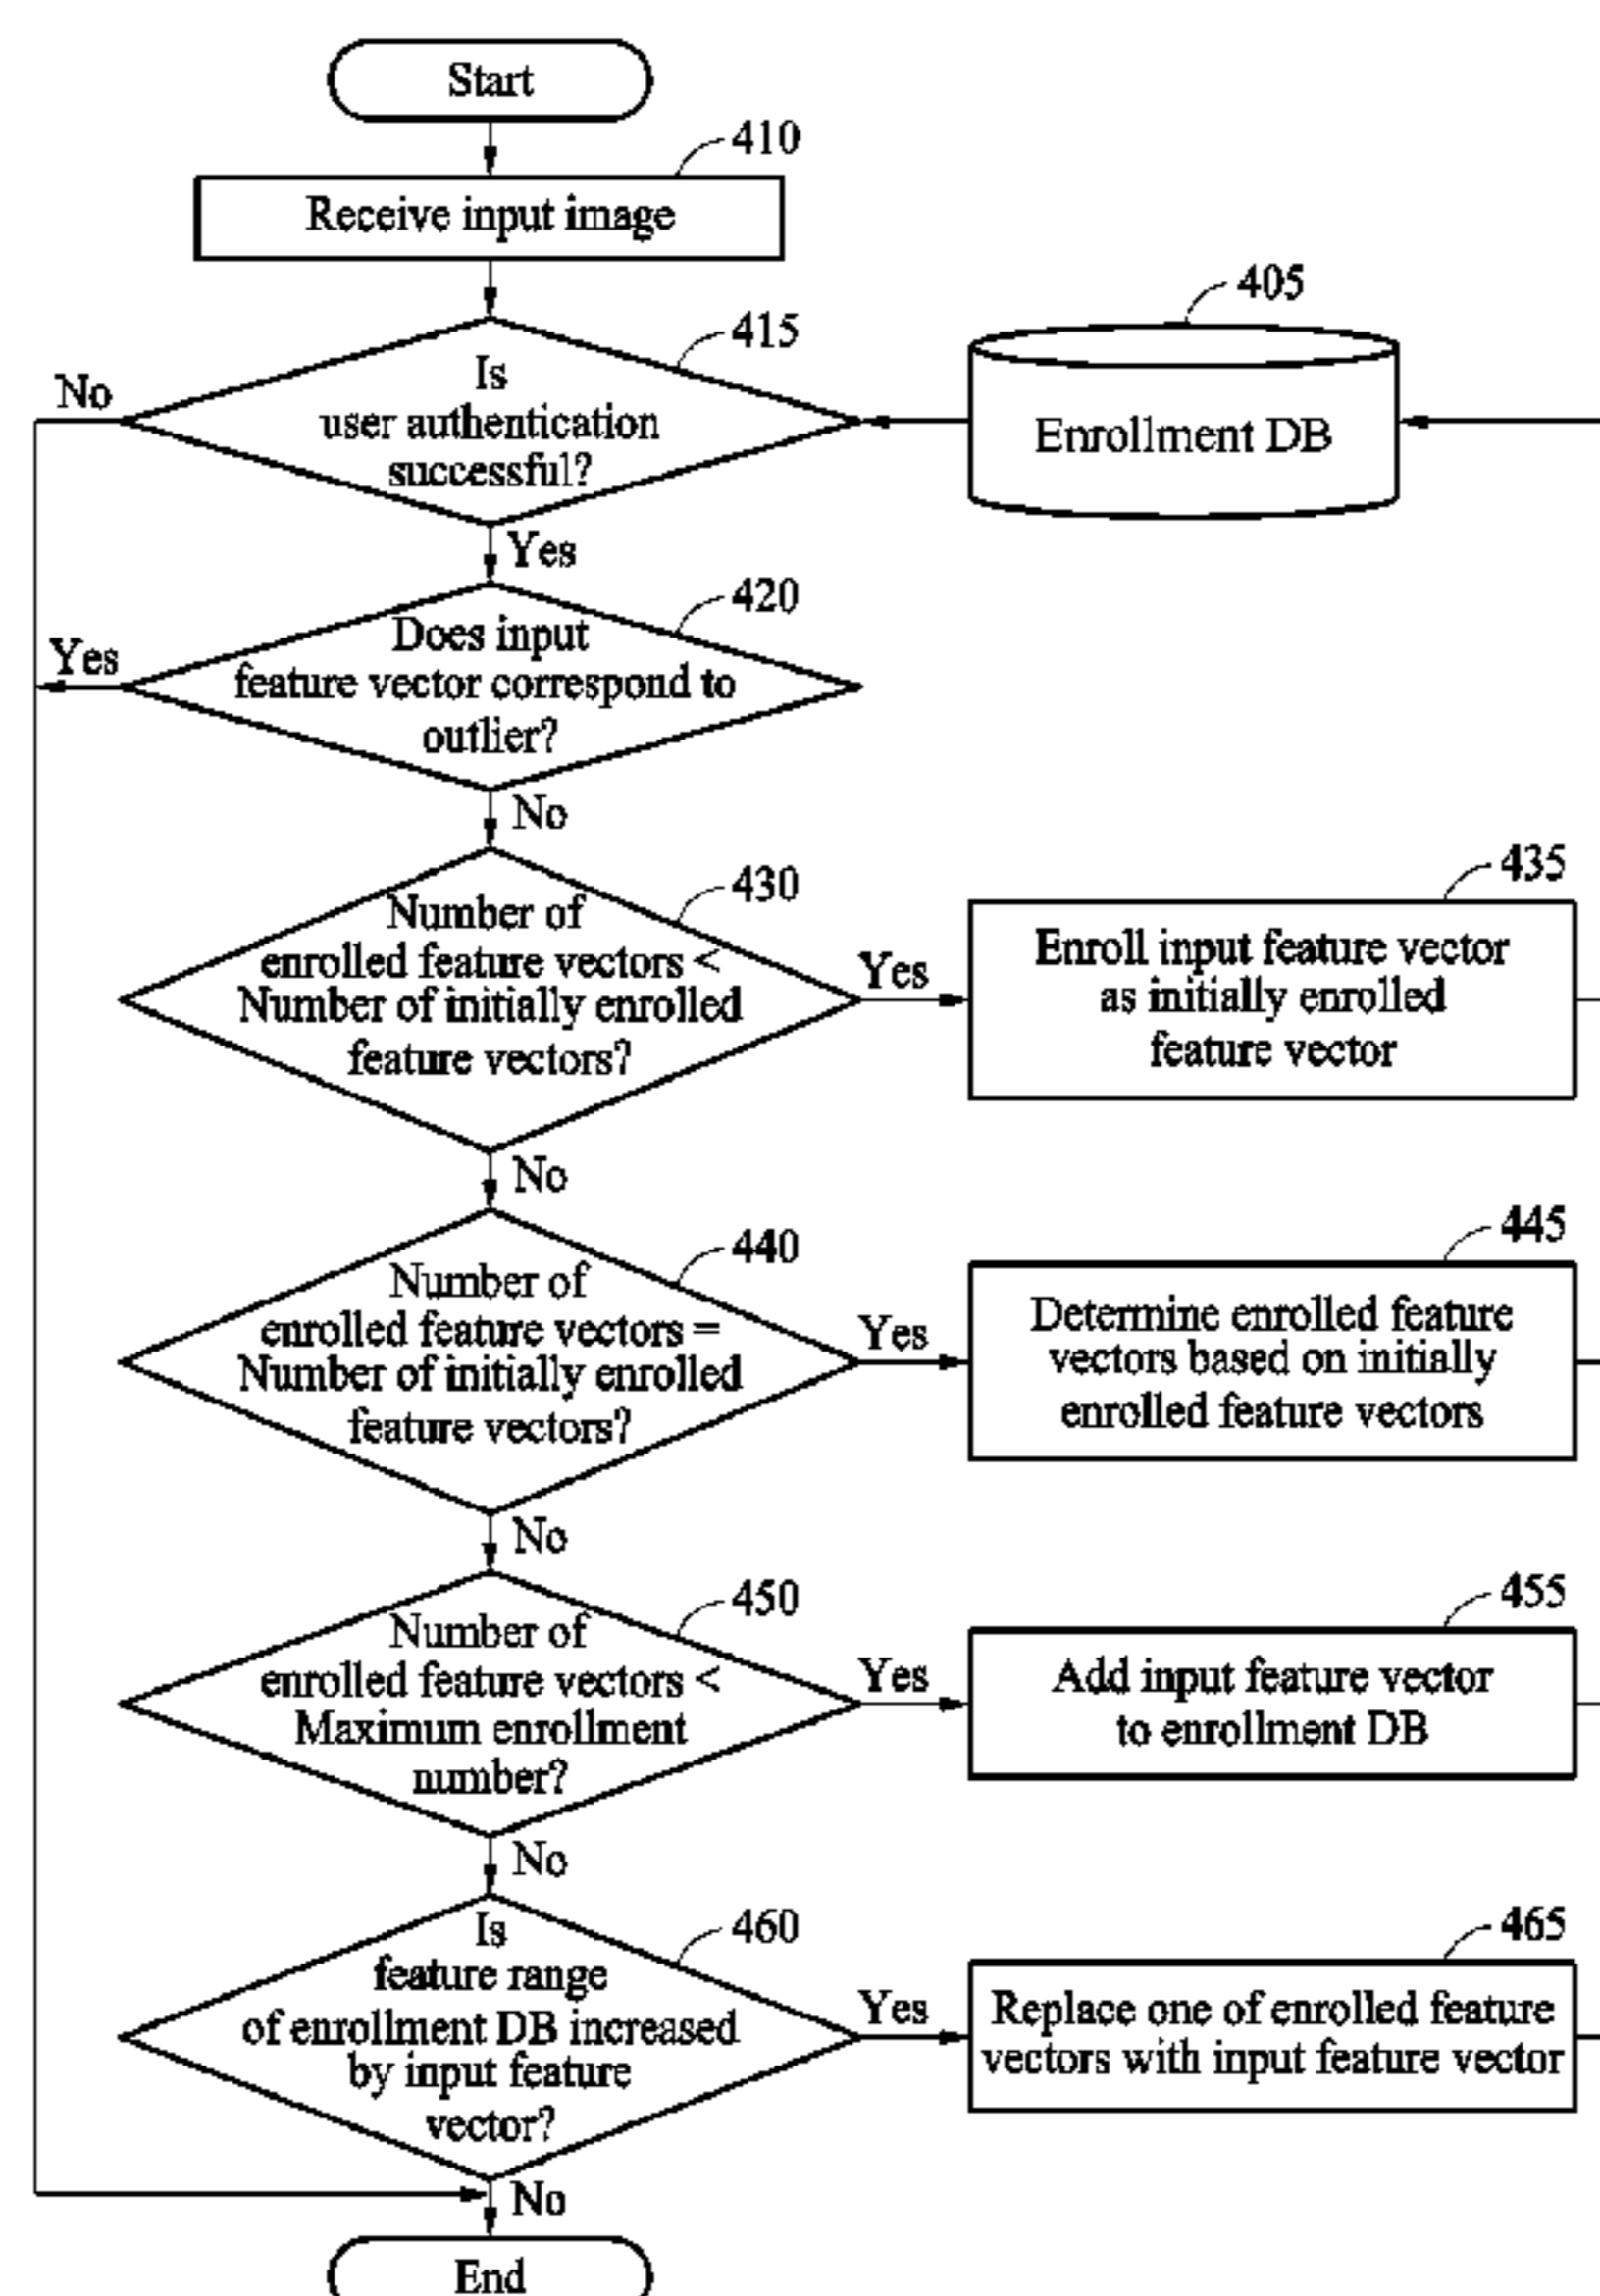 Start
410
Receive input image
405
415
Is
user authentication
successful?
No
Enrollment DB
Yes
420
Does input
feature vector correspond to
outlier?
Yes
No
430
Number of
enrolled feature vectors <
Number of initially enrolled
feature vectors?
Yes
435
Enroll input feature vector
as initially enrolled
feature vector
No
440
Number of
enrolled feature vectors =
Number of initially enrolled
feature vectors?
Yes
445
Determine enrolled feature
vectors based on initially
enrolled feature vectors
No
450
Number of
enrolled feature vectors <
Maximum enrollment
number?
Yes
455
Add input feature vector
to enrollment DB
No
460
Is
feature range
of enrollment DB increased
by input feature
vector?
Yes
465
Replace one of enrolled feature
vectors with input feature vector
No
End